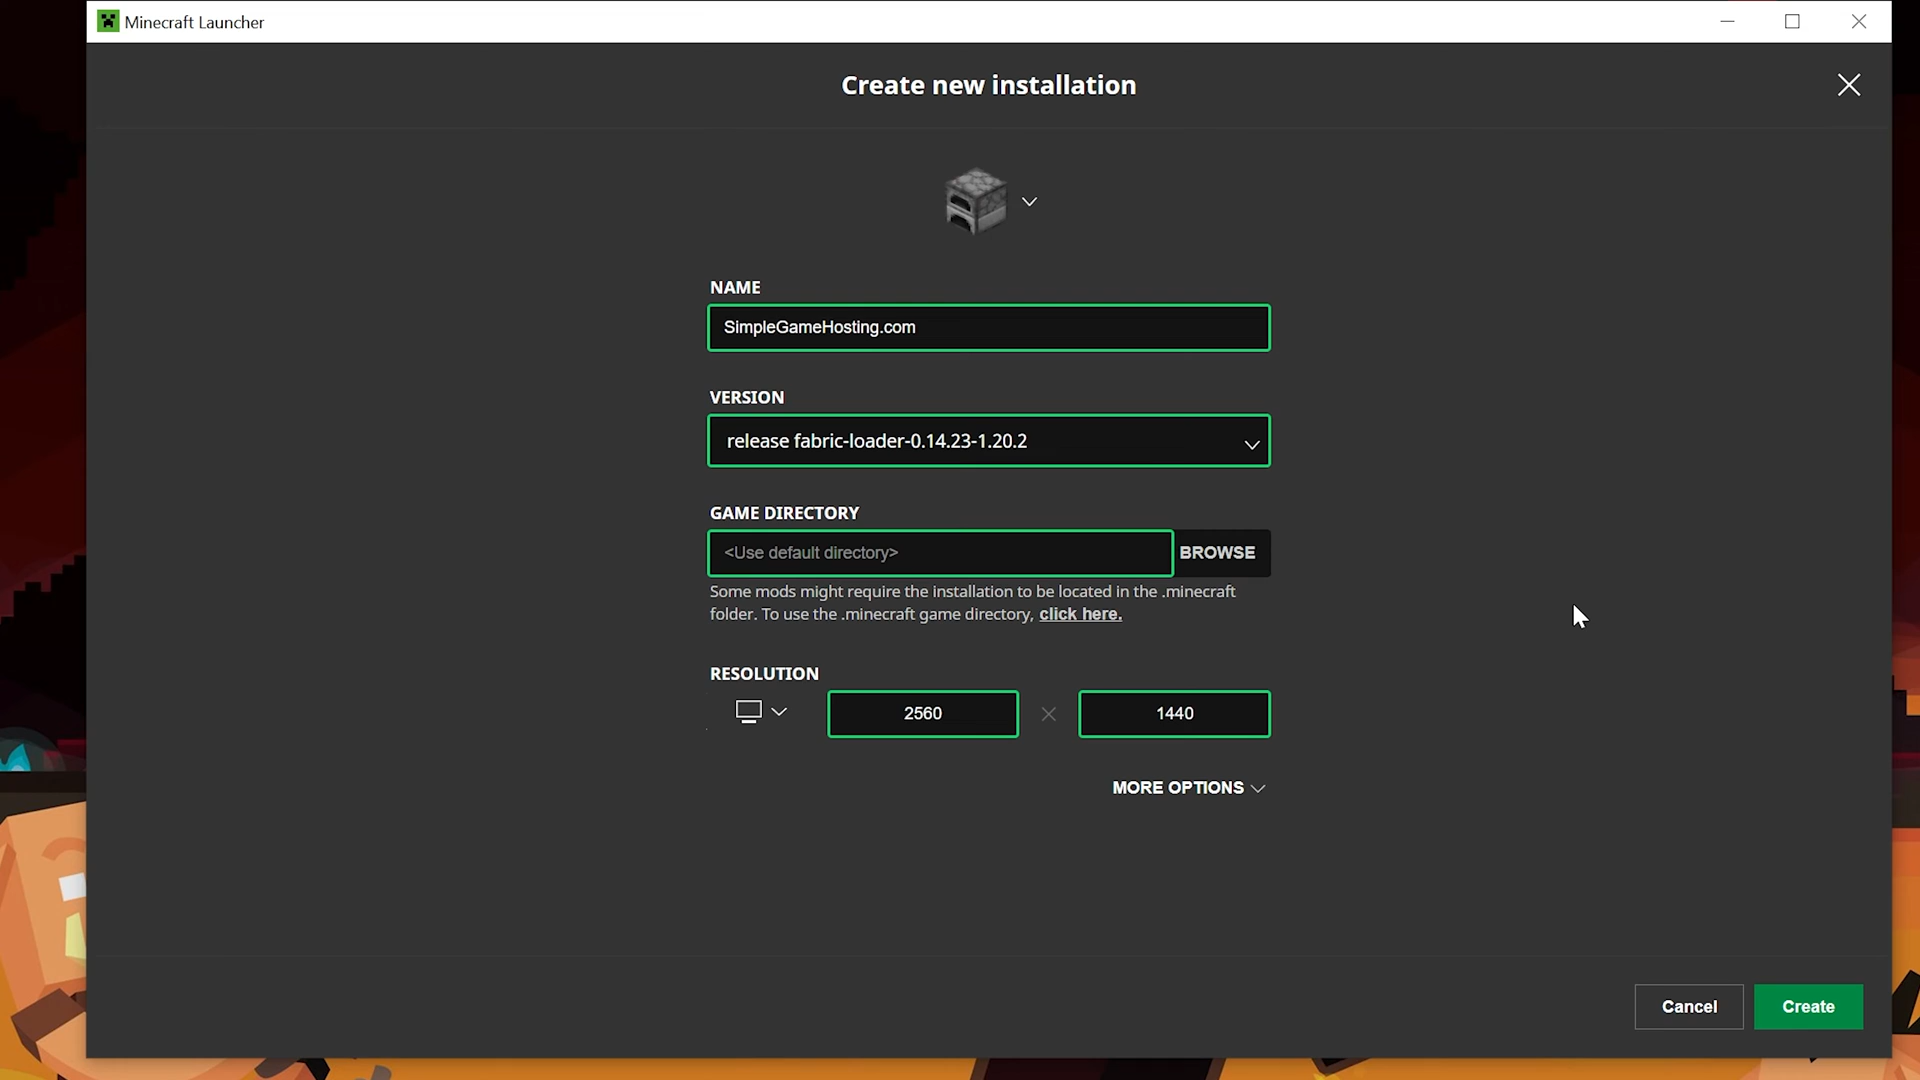 Minecraft Launcher
Create new installation
NAME
SimpleGameHosting.com
VERSION
release fabric-loader-0.14.23-1.20.2
GAME DIRECTORY
<Use default directory>
BROWSE
Some mods might require the installation to be located in the .minecraft
folder. To use the .minecraft game directory, click here.
RESOLUTION
2560
1440
MORE OPTIONS
Cancel
Create